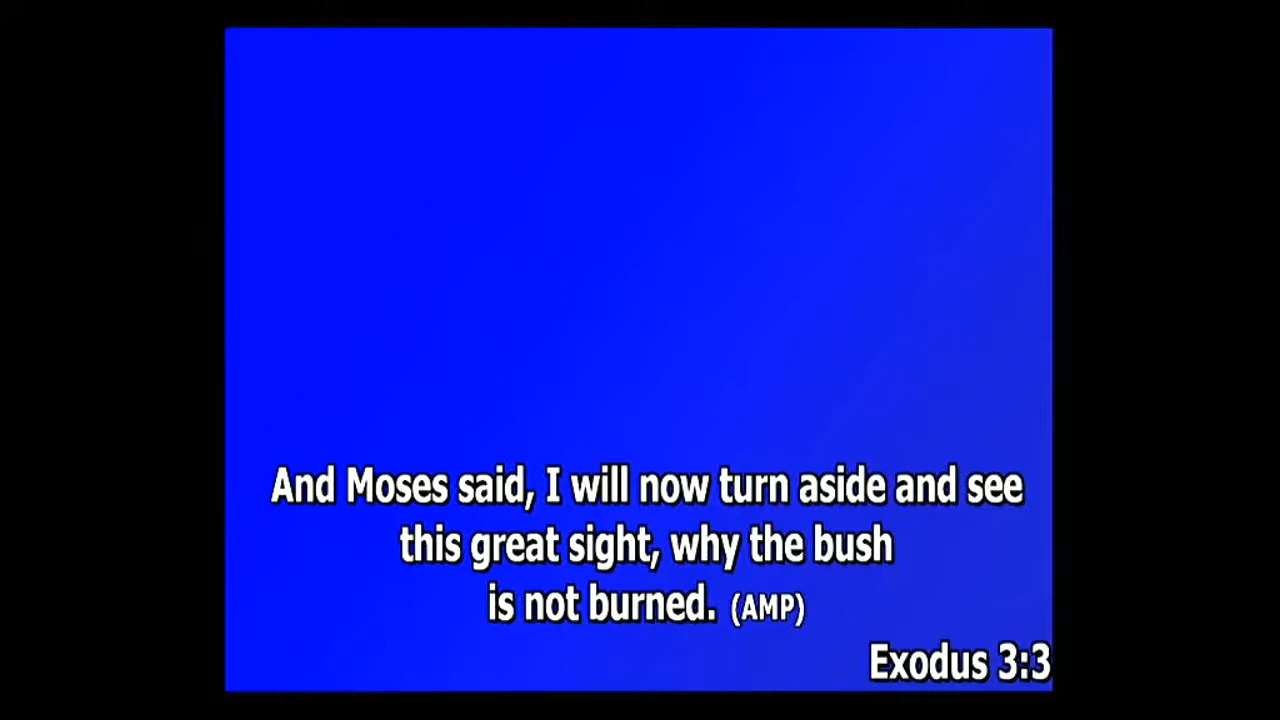 And Moses said, I will now turn aside and see
this great sight, why the bush
is not burned. (AMP)
Exodus 3:3